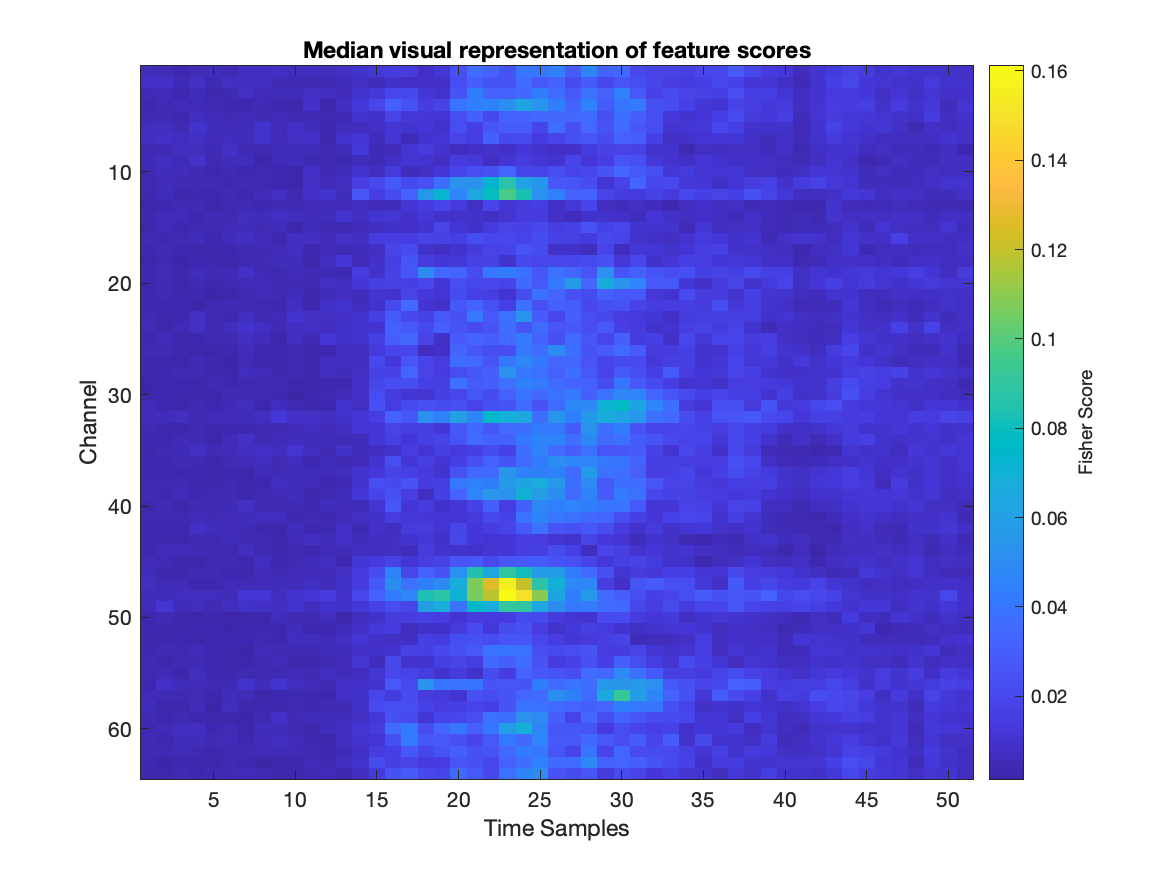 Median visual representation of feature scores
Channel
10
20
30
40
50
60
5 10 15 20 25 30 35 40 45 50
Time Samples
0.16
0.14
0.12
0.1
0.08
0.06
0.04
0.02
Fisher Score